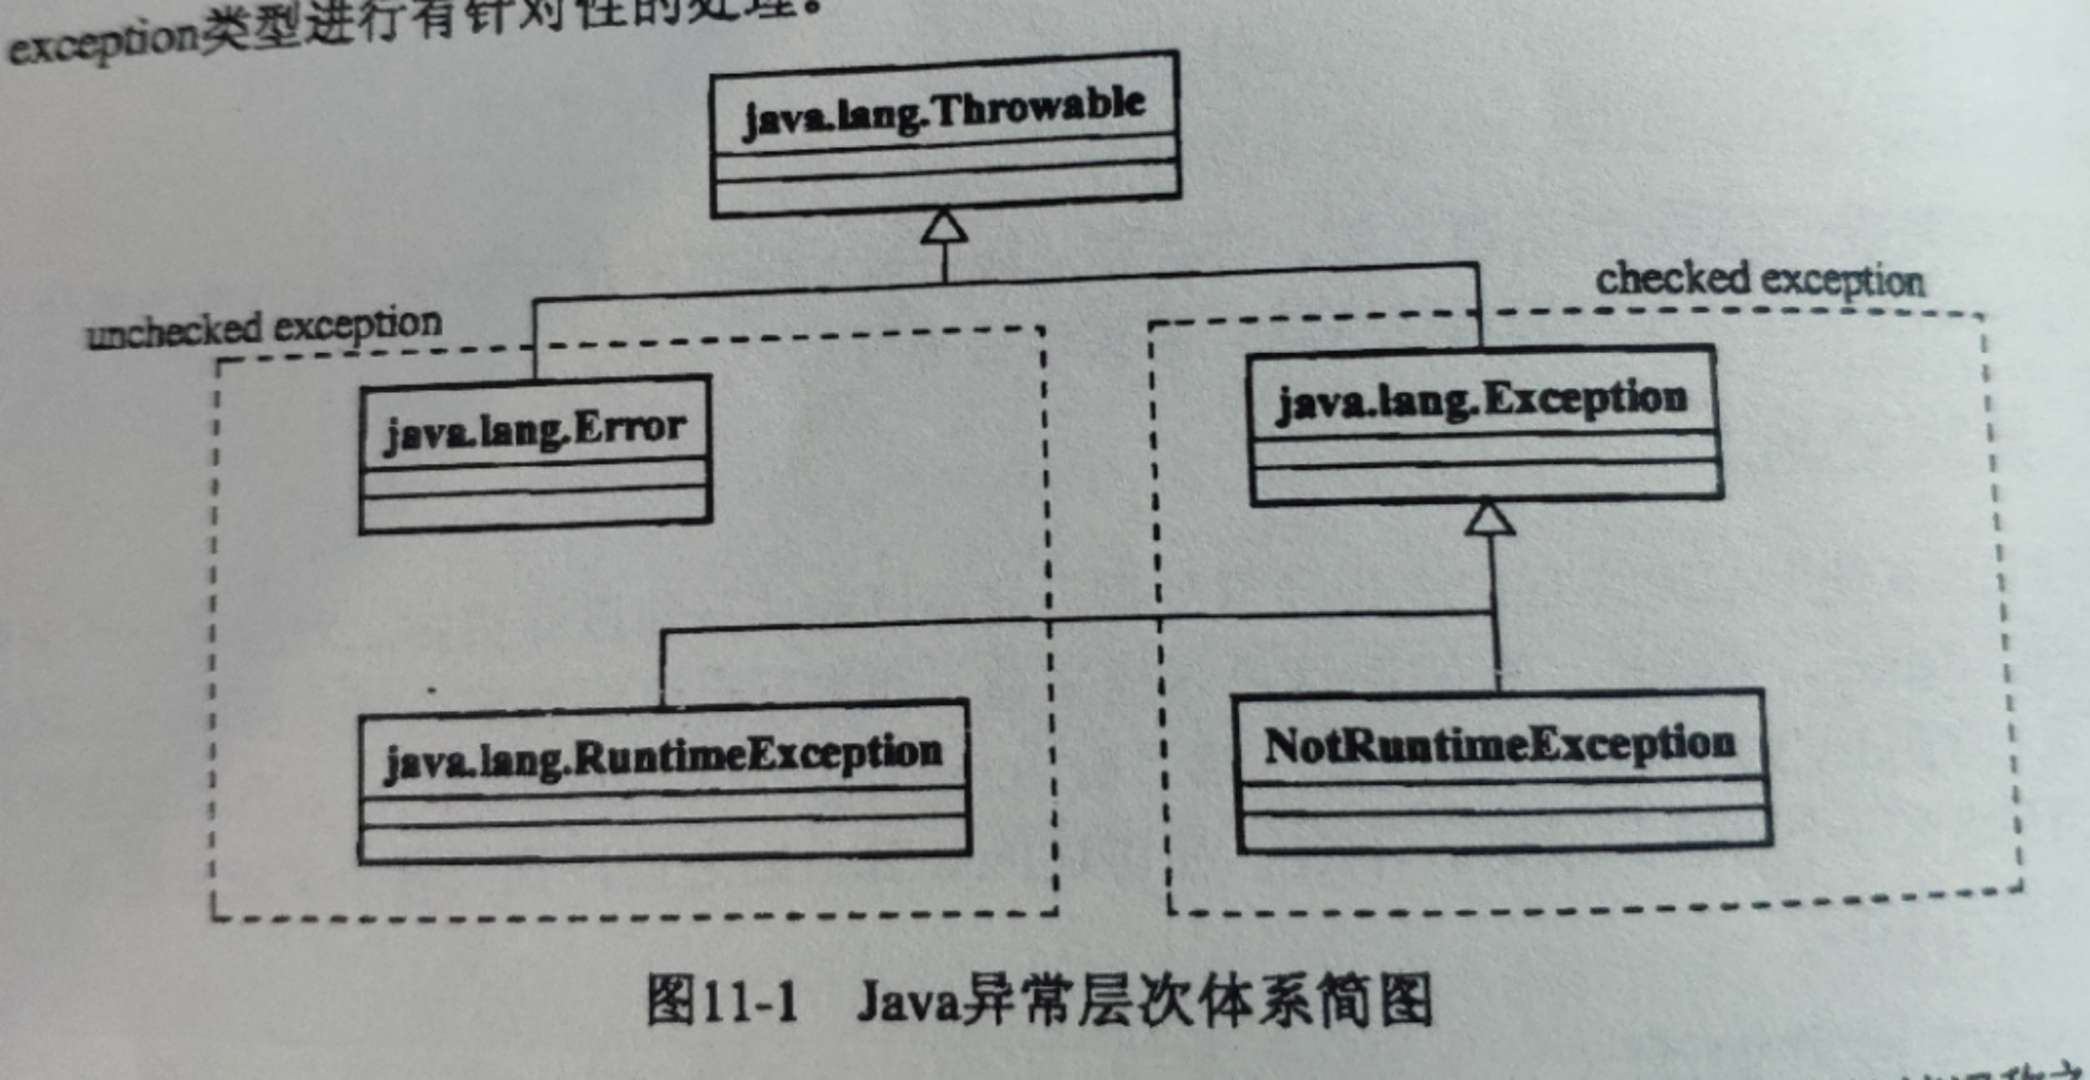 exception类型进行有针对性的处理。
java.lang.Throwable
unchecked exception
checked exception
java.lang.Error
java.lang.Exception
java.lang.RuntimeException
NotRuntimeException
图11-1 Java异常层次体系简图